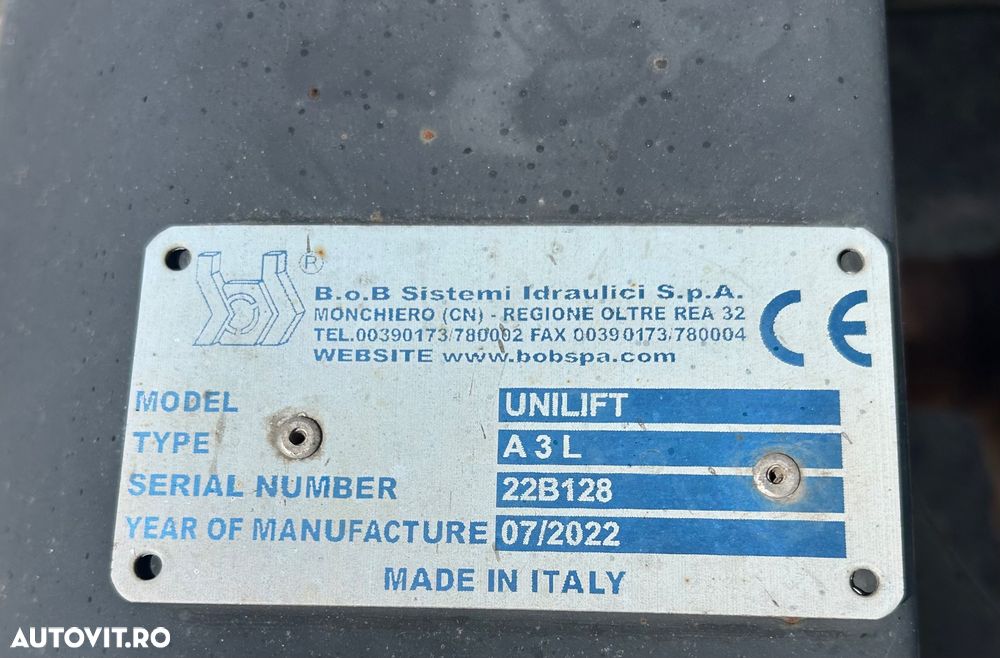 ®
B.o.B Sistemi Idraulici S.p.A.
MONCHIERO (CN) - REGIONE OLTRE REA 32
TEL.00390173/780002 FAX 00390173/780004
WEBSITE www.bobspa.com
CE
MODEL UNILIFT
TYPE A 3 L
SERIAL NUMBER 22B128
YEAR OF MANUFACTURE 07/2022
MADE IN ITALY
AUTOVIT.RO